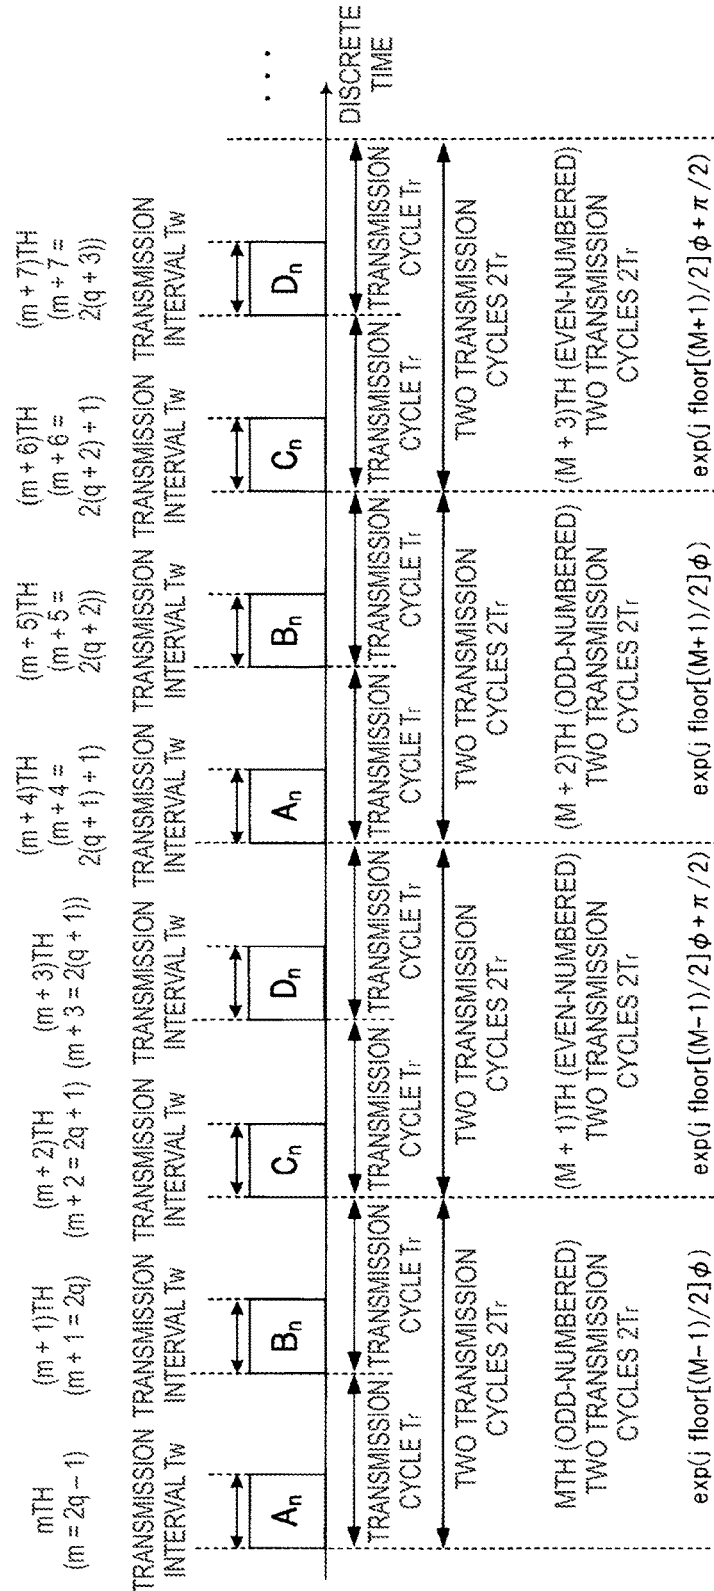 mTH
(m = 2q – 1)
(m + 1)TH
(m + 1 = 2q)
(m + 2)TH
(m + 2 = 2q + 1)
(m + 3)TH
(m + 3 = 2(q + 1))
(m + 4)TH
(m + 4 =
2(q + 1) + 1)
(m + 5)TH
(m + 5 =
2(q + 2))
(m + 6)TH
(m + 6 =
2(q + 2) + 1)
(m + 7)TH
(m + 7 =
2(q + 3))
TRANSMISSION
INTERVAL Tw
TRANSMISSION
INTERVAL Tw
TRANSMISSION
INTERVAL Tw
TRANSMISSION
INTERVAL Tw
TRANSMISSION
INTERVAL Tw
TRANSMISSION
INTERVAL Tw
TRANSMISSION
INTERVAL Tw
TRANSMISSION
INTERVAL Tw
An
Bn
Cn
Dn
An
Bn
Cn
Dn
...
DISCRETE
TIME
TRANSMISSION
CYCLE Tr
TRANSMISSION
CYCLE Tr
TRANSMISSION
CYCLE Tr
TRANSMISSION
CYCLE Tr
TRANSMISSION
CYCLE Tr
TRANSMISSION
CYCLE Tr
TRANSMISSION
CYCLE Tr
TRANSMISSION
CYCLE Tr
TWO TRANSMISSION
CYCLES 2Tr
TWO TRANSMISSION
CYCLES 2Tr
TWO TRANSMISSION
CYCLES 2Tr
TWO TRANSMISSION
CYCLES 2Tr
MTH (ODD-NUMBERED)
TWO TRANSMISSION
CYCLES 2Tr
(M + 1)TH (EVEN-NUMBERED)
TWO TRANSMISSION
CYCLES 2Tr
(M + 2)TH (ODD-NUMBERED)
TWO TRANSMISSION
CYCLES 2Tr
(M + 3)TH (EVEN-NUMBERED)
TWO TRANSMISSION
CYCLES 2Tr
exp(j floor[(M−1)/2]φ)
exp(j floor[(M−1)/2]φ+π/2)
exp(j floor[(M+1)/2]φ)
exp(j floor[(M+1)/2]φ+π/2)